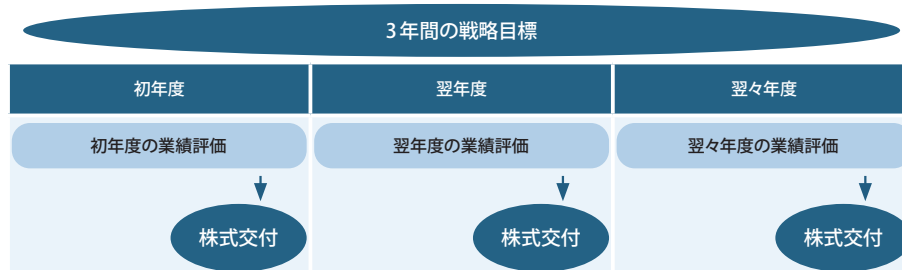 3年間の戦略目標
初年度
翌年度
翌々年度
初年度の業績評価
翌年度の業績評価
翌々年度の業績評価
株式交付
株式交付
株式交付